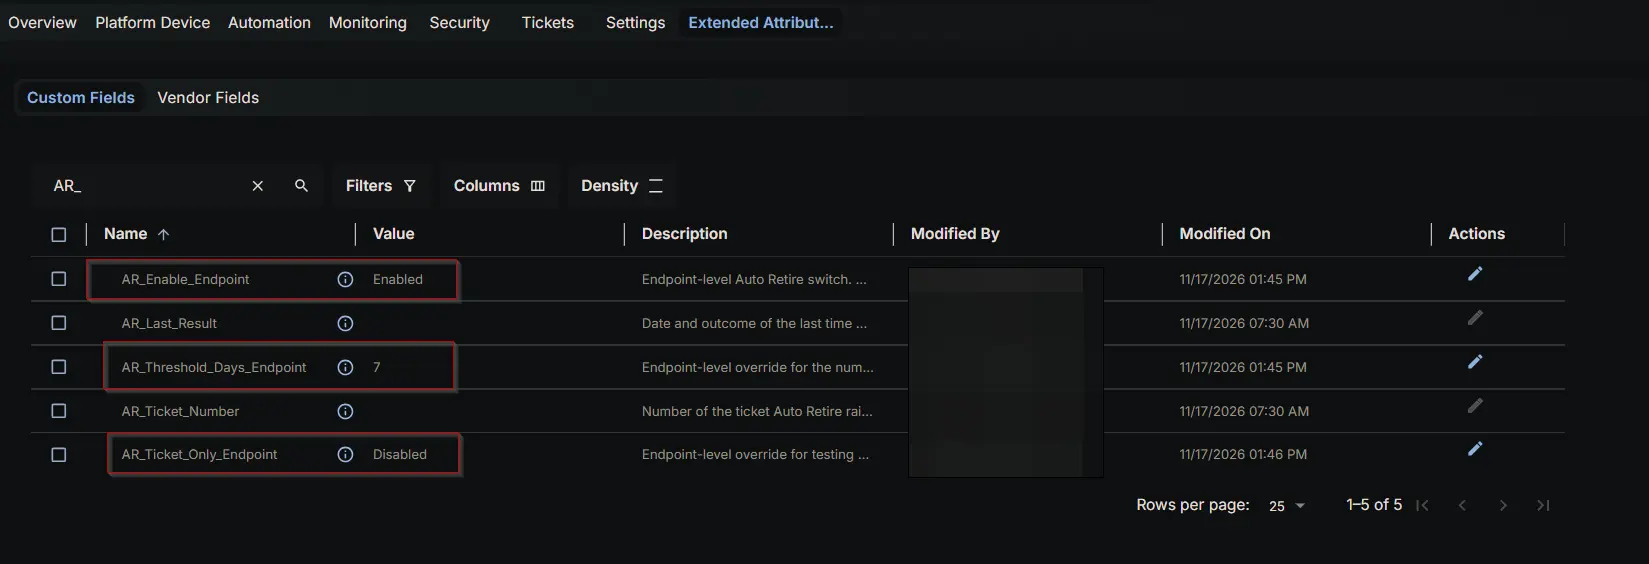 Overview Platform Device Automation Monitoring Security Tickets Settings Extended Attribut...
Custom Fields Vendor Fields
AR_ Filters Columns Density
Name Value Description Modified By Modified On Actions
AR_Enable_Endpoint Enabled Endpoint-level Auto Retire switch. ... 11/17/2026 01:45 PM
AR_Last_Result Date and outcome of the last time ... 11/17/2026 07:30 AM
AR_Threshold_Days_Endpoint 7 Endpoint-level override for the num... 11/17/2026 01:45 PM
AR_Ticket_Number Number of the ticket Auto Retire rai... 11/17/2026 07:30 AM
AR_Ticket_Only_Endpoint Disabled Endpoint-level override for testing ... 11/17/2026 01:46 PM
Rows per page: 25 1–5 of 5